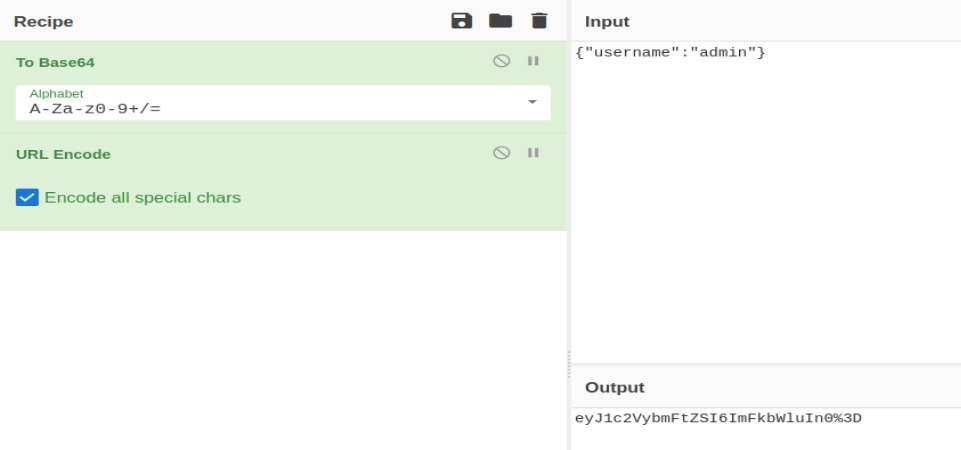 Recipe
To Base64
Alphabet
A-Za-z0-9+/=
URL Encode
Encode all special chars
Input
{"username":"admin"}
Output
eyJ1c2VybmFtZSI6ImFkbWluIn0%3D